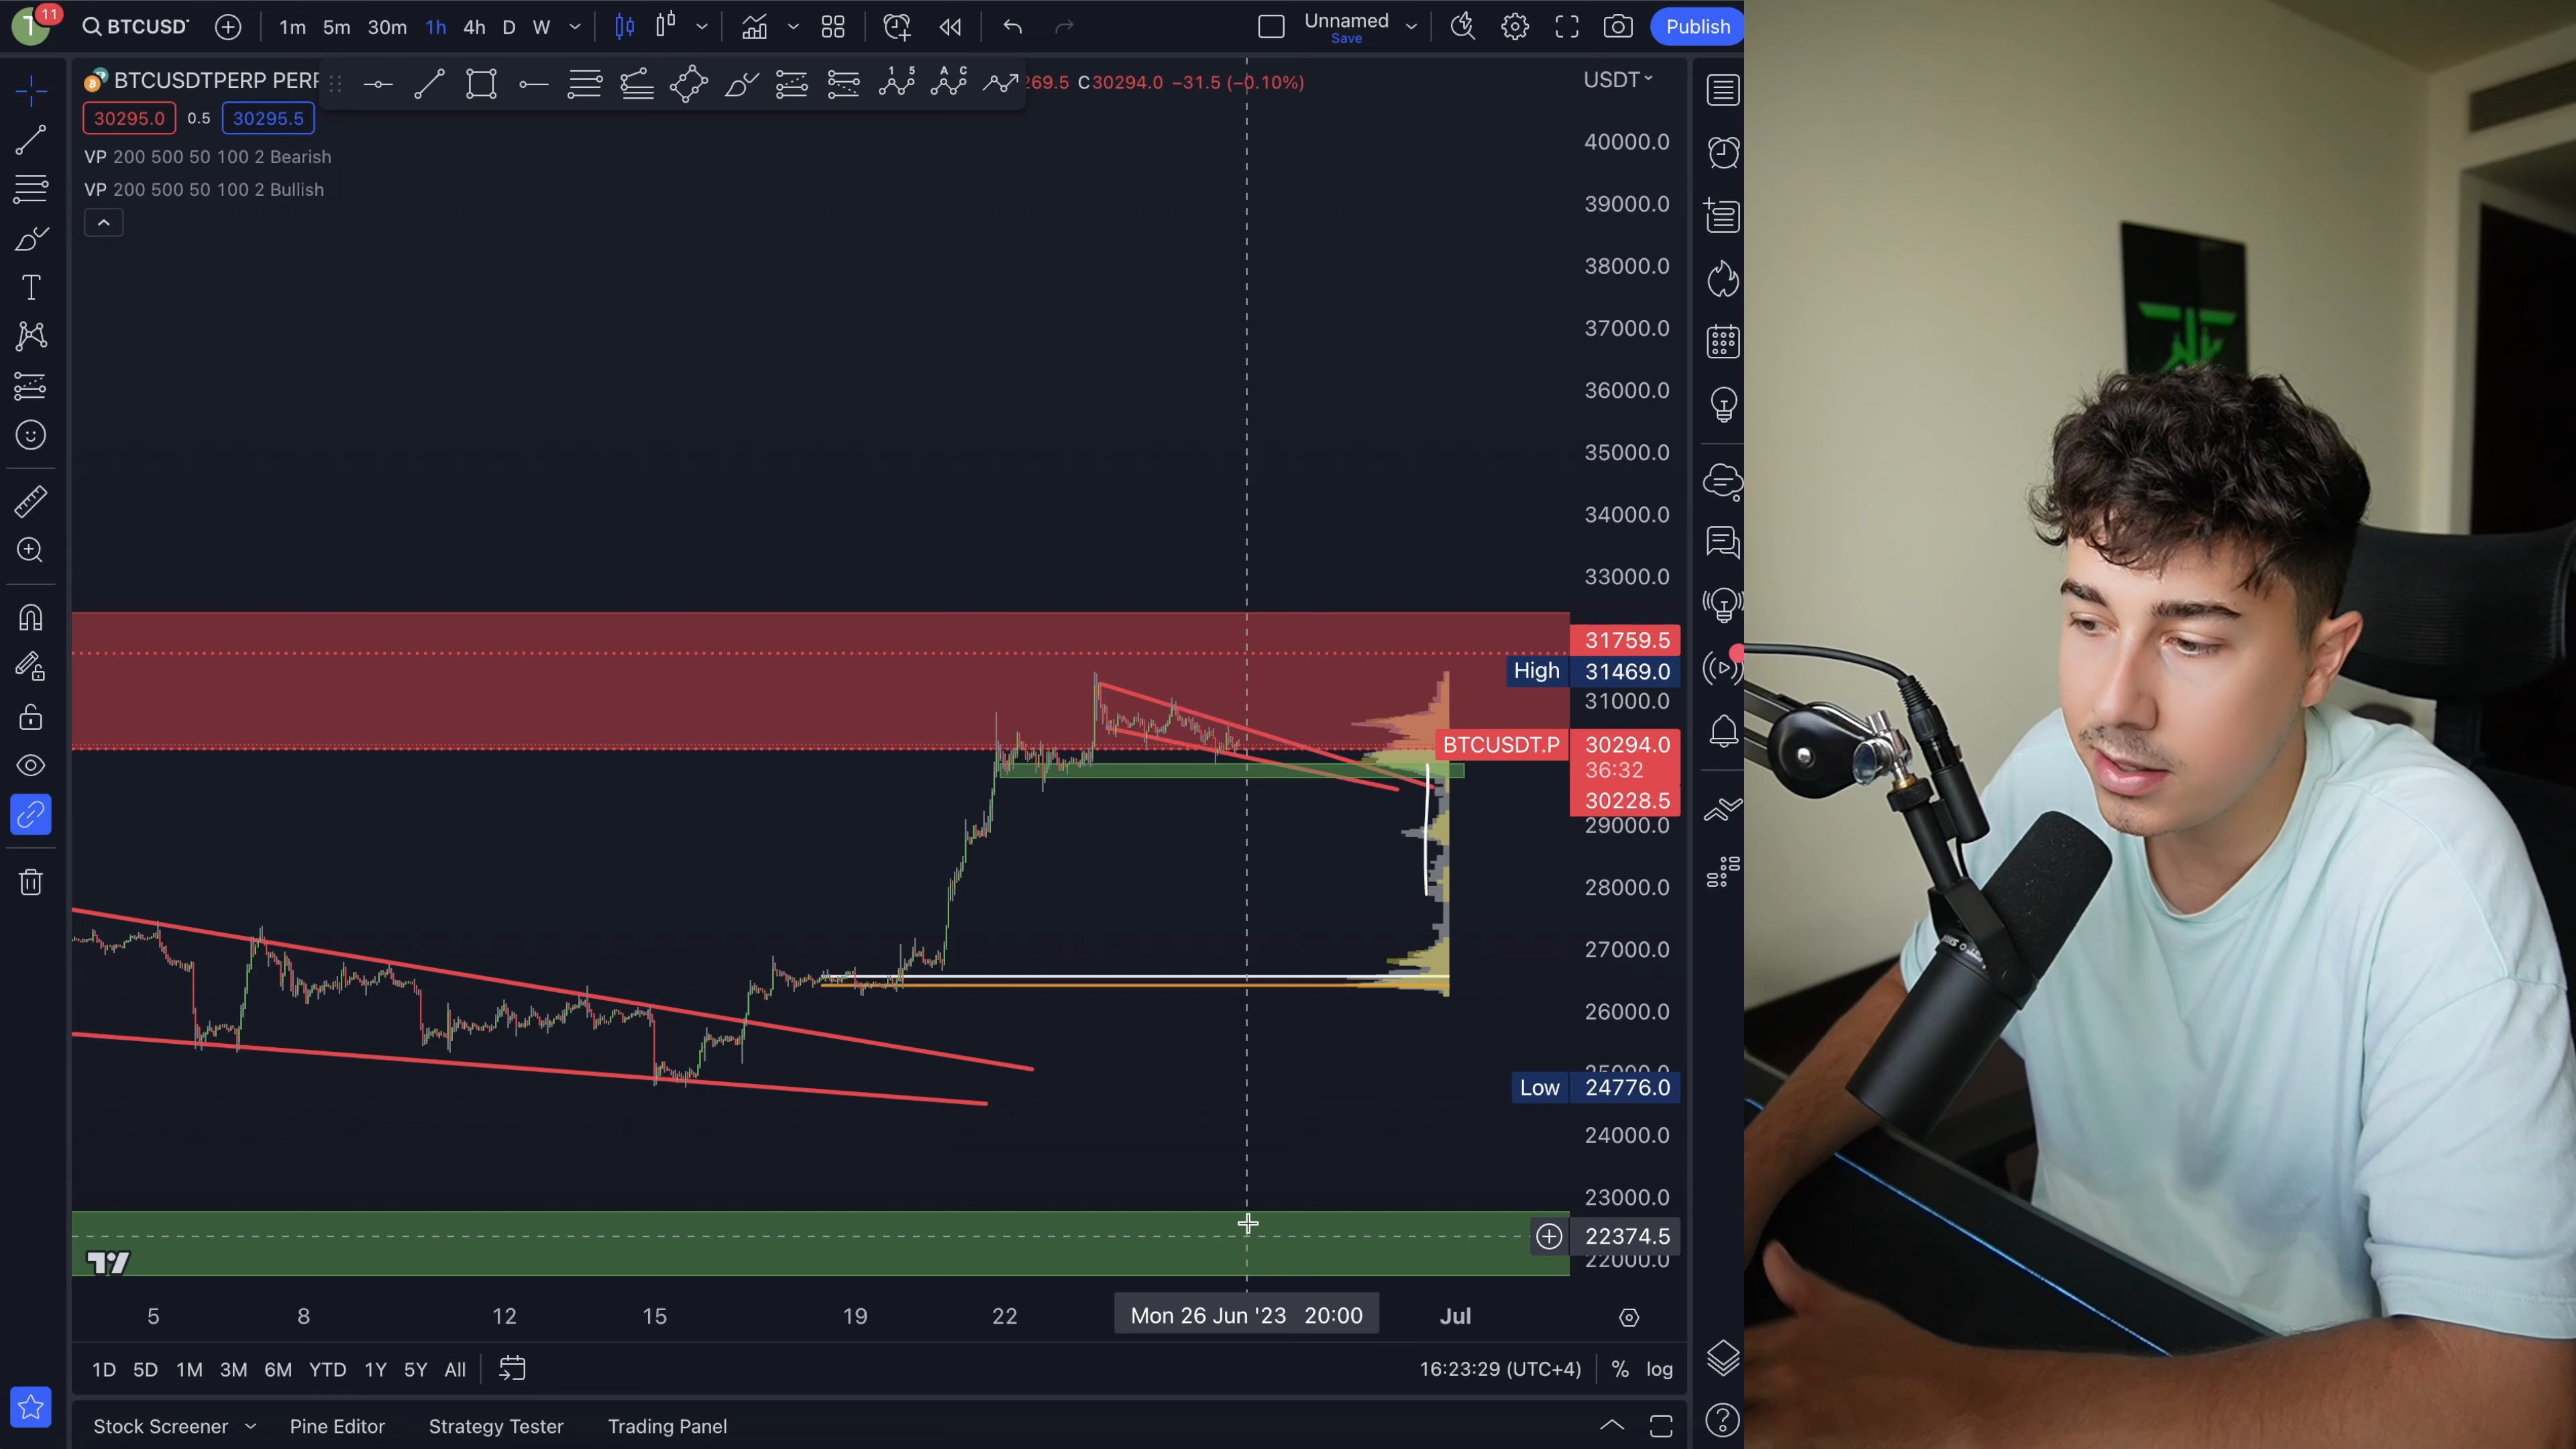 11
BTCUSDT
1m 5m 30m 1h 4h D W
Unnamed
Save
Publish
BTCUSDTPERP PERP
269.5 C30294.0 −31.5 (−0.10%)
USDT
30295.0 0.5 30295.5
VP 200 500 50 100 2 Bearish
VP 200 500 50 100 2 Bullish
40000.0
39000.0
38000.0
37000.0
36000.0
35000.0
34000.0
33000.0
31759.5
High 31469.0
31000.0
BTCUSDT.P 30294.0
36:32
30228.5
29000.0
28000.0
27000.0
26000.0
25000.0
Low 24776.0
24000.0
23000.0
22374.5
22000.0
5 8 12 15 19 22 Mon 26 Jun '23 20:00 Jul
1D 5D 1M 3M 6M YTD 1Y 5Y All
16:23:29 (UTC+4) % log
Stock Screener Pine Editor Strategy Tester Trading Panel